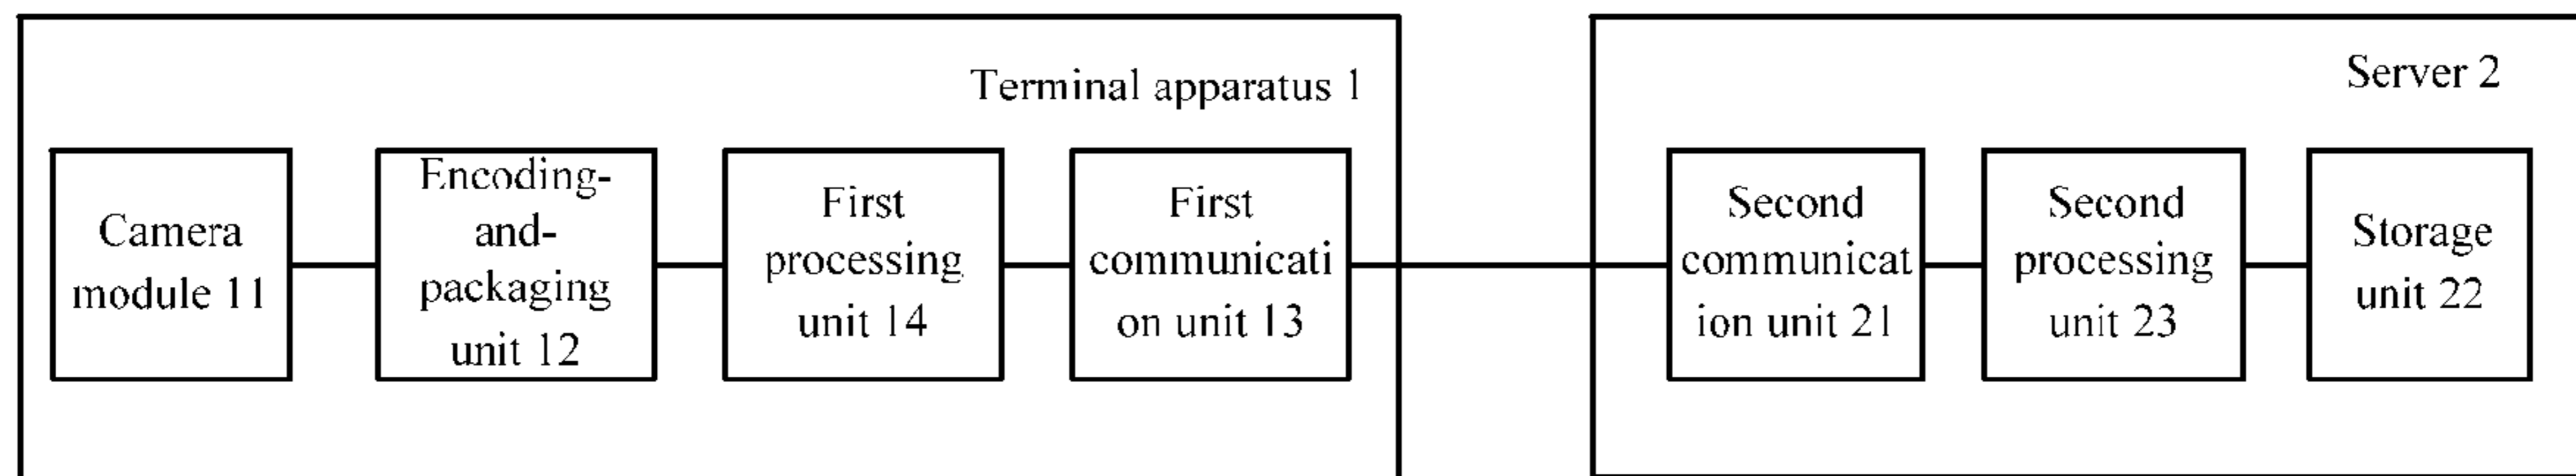 Terminal apparatus 1
Server 2
Camera
module 11
Encoding-
and-
packaging
unit 12
First
processing
unit 14
First
communicati
on unit 13
Second
communicat
ion unit 21
Second
processing
unit 23
Storage
unit 22